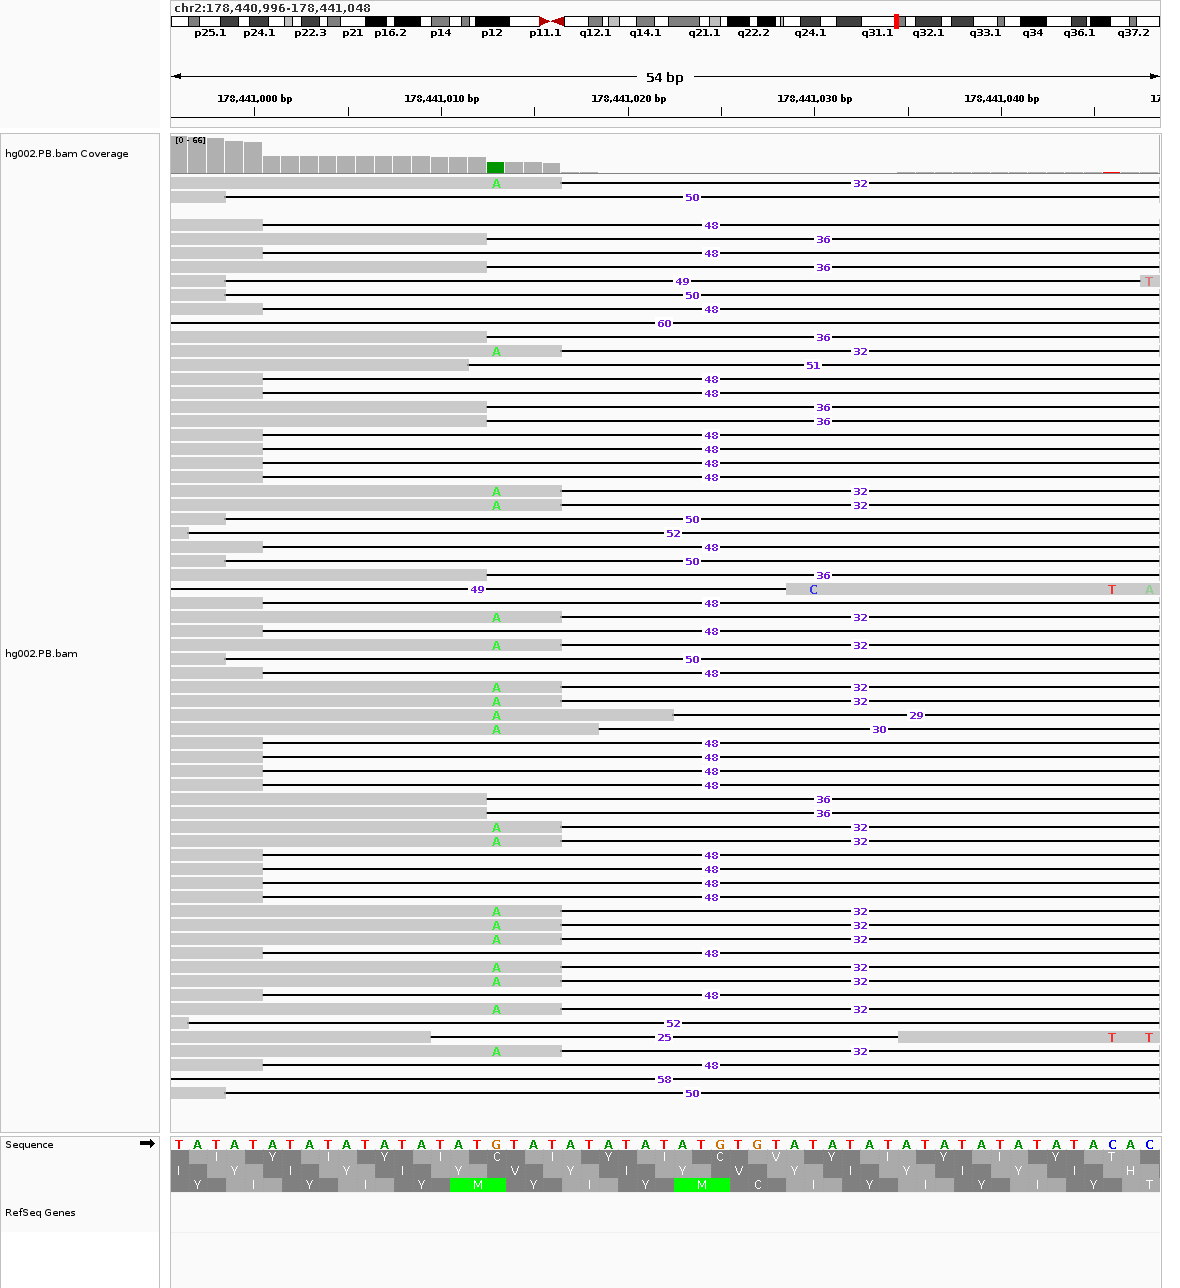 chr2:178,440,996-178,441,048
p25.1 p24.1 p22.3 p21 p16.2 p14 p12 p11.1 q12.1 q14.1 q21.1 q22.2 q24.1 q31.1 q32.1 q33.1 q34 q36.1 q37.2
54 bp
178,441,000 bp 178,441,010 bp 178,441,020 bp 178,441,030 bp 178,441,040 bp 17
[0 - 66]
hg002.PB.bam Coverage
A 32
50
48
36
48
36
49 T
50
48
60
36
A 32
51
48
48
36
36
48
48
48
48
A 32
A 32
50
52
48
50
36
49 C T A
48
A 32
48
A 32
hg002.PB.bam
50
48
A 32
A 32
A 29
A 30
48
48
48
48
36
36
A 32
A 32
48
48
48
48
A 32
A 32
A 32
48
A 32
A 32
48
A 32
52
25 T T
A 32
48
58
50
Sequence T A T A T A T A T A T A T A T A T G T A T A T A T A T A T G T G T A T A T A T A T A T A T A T A T A C A C
I Y I Y I C I Y I C V Y I Y I Y T
I Y I Y I Y V Y I Y V Y I Y I Y I H
Y I Y I Y M Y I Y M C I Y I Y I Y T
RefSeq Genes